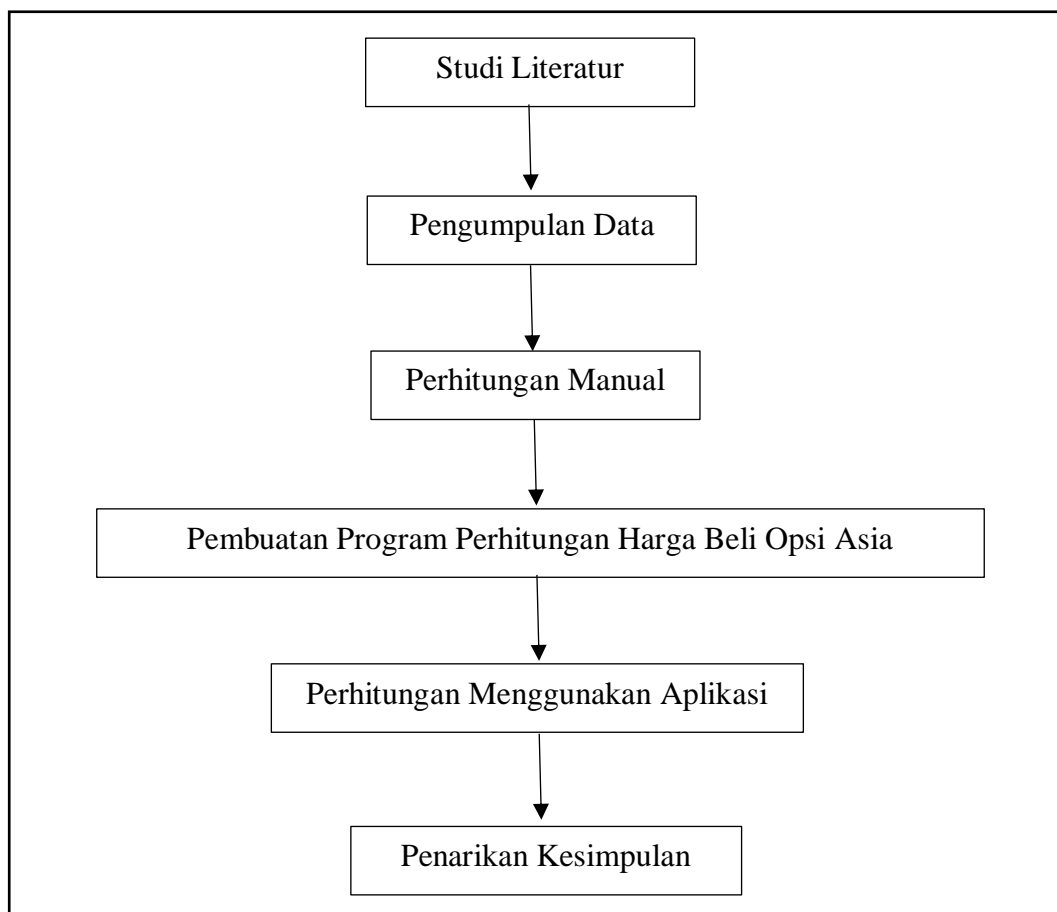 Studi Literatur
Pengumpulan Data
Perhitungan Manual
Pembuatan Program Perhitungan Harga Beli Opsi Asia
Perhitungan Menggunakan Aplikasi
Penarikan Kesimpulan